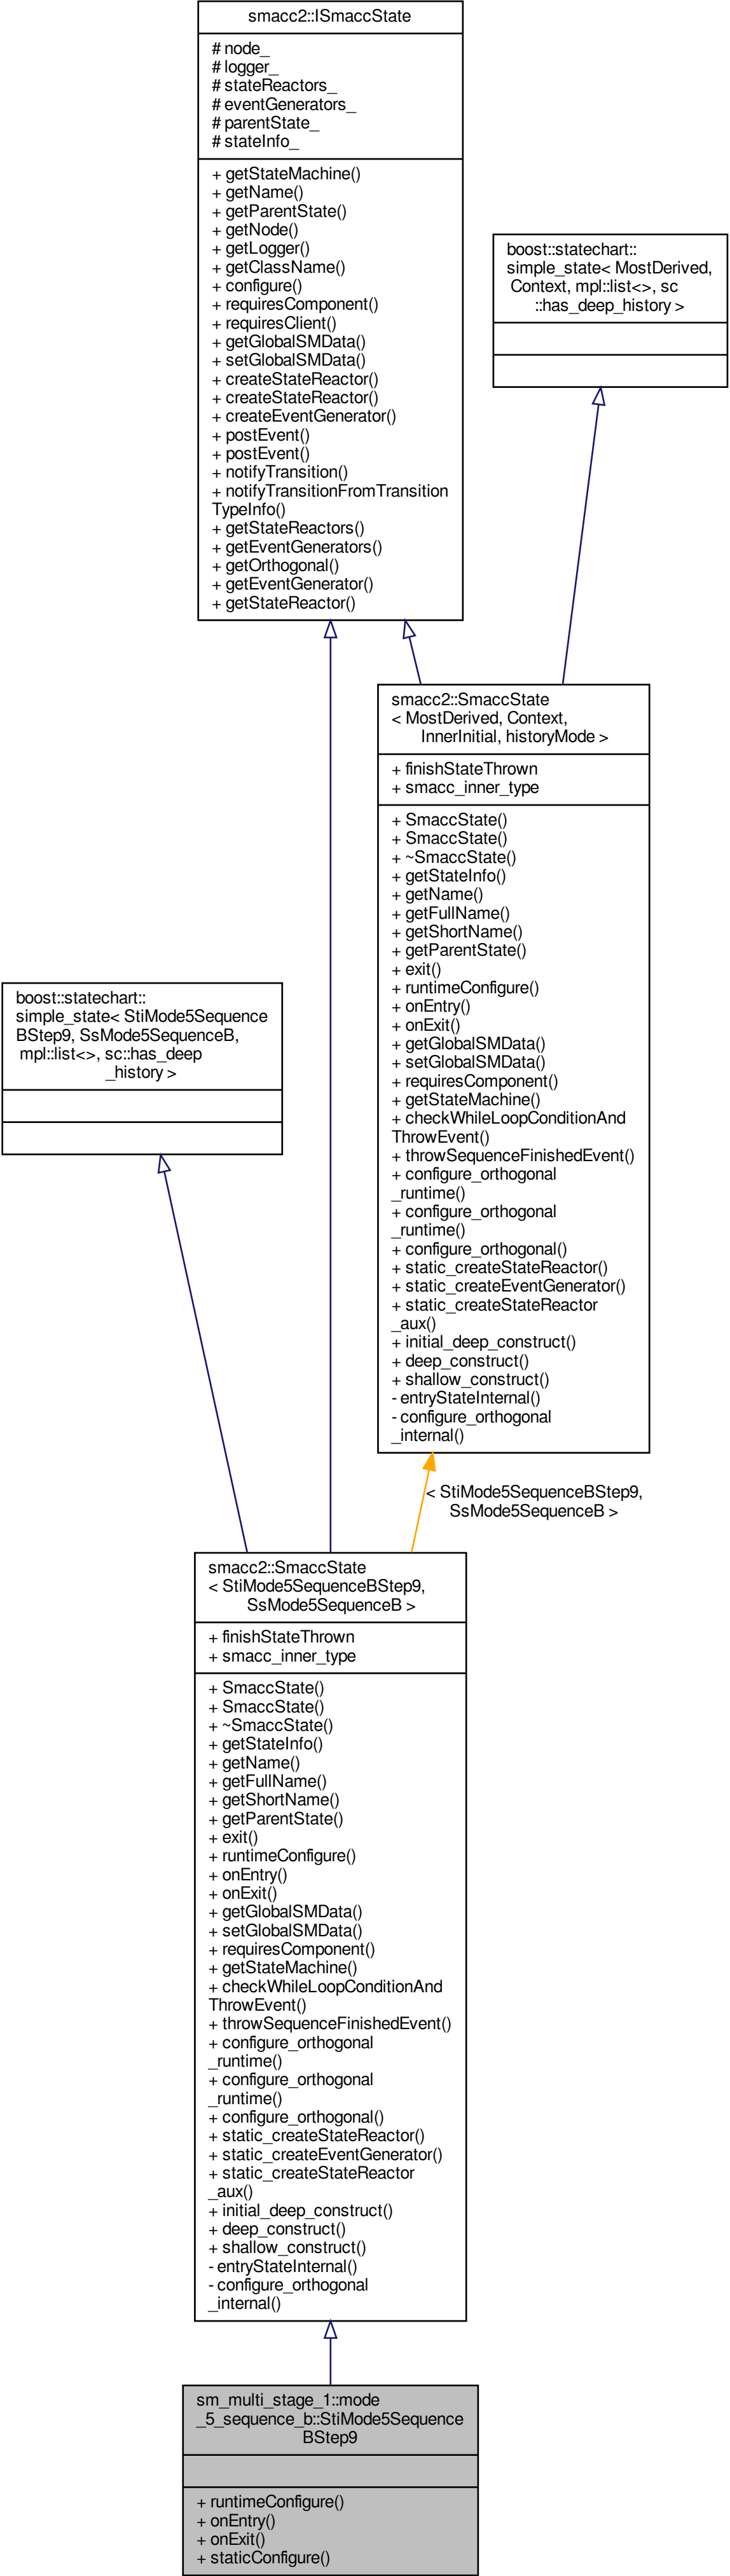 smacc2::ISmaccState
# node_
# logger_
# stateReactors_
# eventGenerators_
# parentState_
# stateInfo_
+ getStateMachine()
+ getName()
+ getParentState()
+ getNode()
+ getLogger()
+ getClassName()
+ configure()
+ requiresComponent()
+ requiresClient()
+ getGlobalSMData()
+ setGlobalSMData()
+ createStateReactor()
+ createStateReactor()
+ createEventGenerator()
+ postEvent()
+ postEvent()
+ notifyTransition()
+ notifyTransitionFromTransition
TypeInfo()
+ getStateReactors()
+ getEventGenerators()
+ getOrthogonal()
+ getEventGenerator()
+ getStateReactor()
boost::statechart::
simple_state< MostDerived,
Context, mpl::list<>, sc
::has_deep_history >
smacc2::SmaccState
< MostDerived, Context,
InnerInitial, historyMode >
+ finishStateThrown
+ smacc_inner_type
+ SmaccState()
+ SmaccState()
+ ~SmaccState()
+ getStateInfo()
+ getName()
+ getFullName()
+ getShortName()
+ getParentState()
+ exit()
+ runtimeConfigure()
+ onEntry()
+ onExit()
+ getGlobalSMData()
+ setGlobalSMData()
+ requiresComponent()
+ getStateMachine()
+ checkWhileLoopConditionAnd
ThrowEvent()
+ throwSequenceFinishedEvent()
+ configure_orthogonal
_runtime()
+ configure_orthogonal
_runtime()
+ configure_orthogonal()
+ static_createStateReactor()
+ static_createEventGenerator()
+ static_createStateReactor
_aux()
+ initial_deep_construct()
+ deep_construct()
+ shallow_construct()
- entryStateInternal()
- configure_orthogonal
_internal()
boost::statechart::
simple_state< StiMode5Sequence
BStep9, SsMode5SequenceB,
mpl::list<>, sc::has_deep
_history >
< StiMode5SequenceBStep9,
SsMode5SequenceB >
smacc2::SmaccState
< StiMode5SequenceBStep9,
SsMode5SequenceB >
+ finishStateThrown
+ smacc_inner_type
+ SmaccState()
+ SmaccState()
+ ~SmaccState()
+ getStateInfo()
+ getName()
+ getFullName()
+ getShortName()
+ getParentState()
+ exit()
+ runtimeConfigure()
+ onEntry()
+ onExit()
+ getGlobalSMData()
+ setGlobalSMData()
+ requiresComponent()
+ getStateMachine()
+ checkWhileLoopConditionAnd
ThrowEvent()
+ throwSequenceFinishedEvent()
+ configure_orthogonal
_runtime()
+ configure_orthogonal
_runtime()
+ configure_orthogonal()
+ static_createStateReactor()
+ static_createEventGenerator()
+ static_createStateReactor
_aux()
+ initial_deep_construct()
+ deep_construct()
+ shallow_construct()
- entryStateInternal()
- configure_orthogonal
_internal()
sm_multi_stage_1::mode
_5_sequence_b::StiMode5Sequence
BStep9
+ runtimeConfigure()
+ onEntry()
+ onExit()
+ staticConfigure()